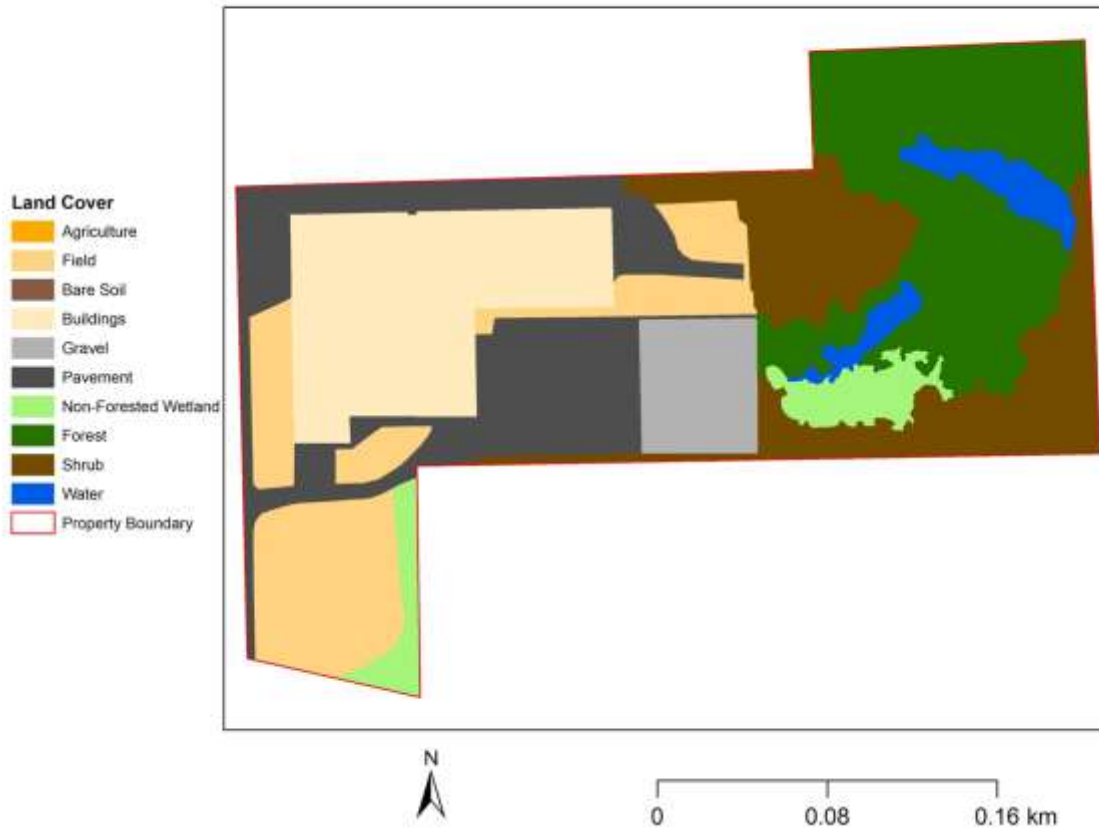 Land Cover
Agriculture
Field
Bare Soil
Buildings
Gravel
Pavement
Non-Forested Wetland
Forest
Shrub
Water
Property Boundary
N
0 0.08 0.16 km